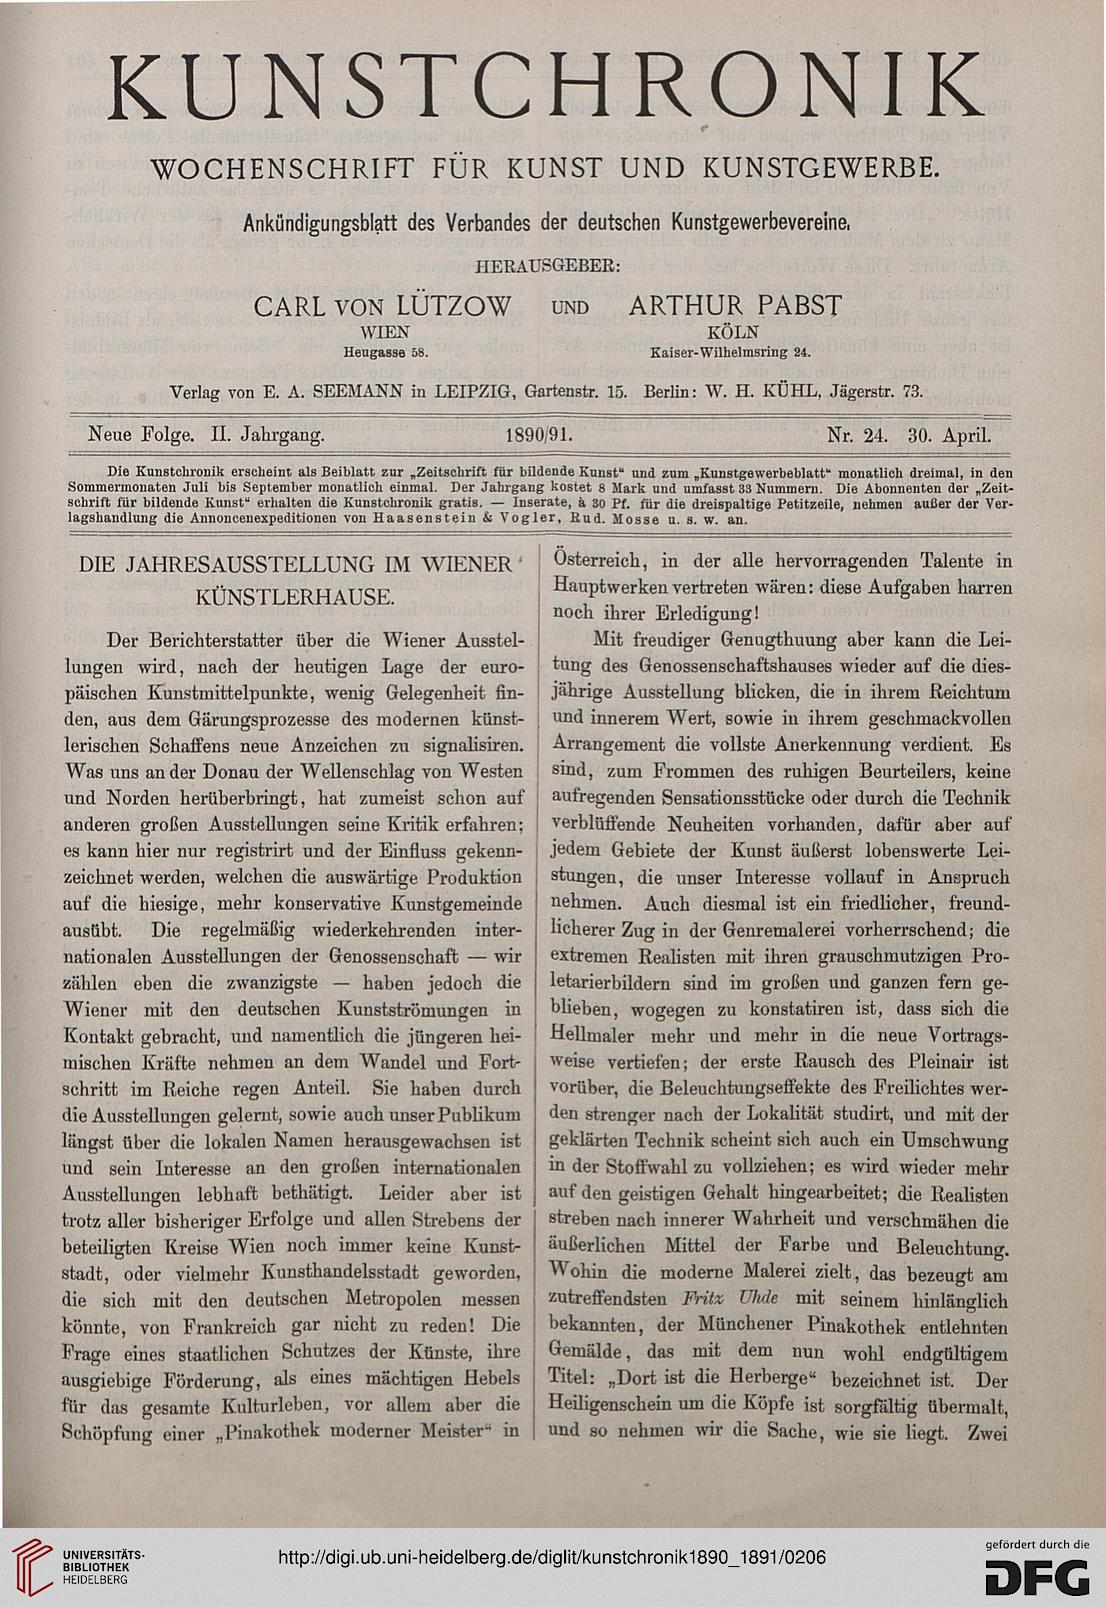 KUNSTCHRONIK
WOCHENSCHRIFT FÜR KUNST UND KUNSTGEWERBE.
Ankündigungsblatt des Verbandes der deutschen Kunstgewerbevereine.
HERAUSGEBER:
CARL VON LÜTZOW UND ARTHUR PABST
WIEN KÖLN
Heugasse 58. Kaiser-Wilhelmsring 24.
Verlag von E. A. SEEMANN in LEIPZIG, Gartenstr. 15. Berlin: W. H. KÜHL, Jägerstr. 73.
Neue Folge. II. Jahrgang. 1890/91. Nr. 24. 30. April.
Die Kunstchronik erscheint als Beiblatt zur „Zeitschrift für bildende Kunst“ und zum „Kunstgewerbeblatt“ monatlich dreimal, in den
Sommermonaten Juli bis September monatlich einmal. Der Jahrgang kostet 8 Mark und umfasst 33 Nummern. Die Abonnenten der „Zeit-
schrift für bildende Kunst“ erhalten die Kunstchronik gratis. — Inserate, à 30 Pf. für die dreispaltige Petitzeile, nehmen außer der Ver-
lagshandlung die Annoncenexpeditionen von Haasenstein & Vogler, Rud. Mosse u. s. w. an.
DIE JAHRESAUSSTELLUNG IM WIENER
KÜNSTLERHAUSE.
Der Berichterstatter über die Wiener Ausstel-
lungen wird, nach der heutigen Lage der euro-
päischen Kunstmittelpunkte, wenig Gelegenheit fin-
den, aus dem Gärungsprozesse des modernen künst-
lerischen Schaffens neue Anzeichen zu signalisiren.
Was uns an der Donau der Wellenschlag von Westen
und Norden herüberbringt, hat zumeist schon auf
anderen großen Ausstellungen seine Kritik erfahren;
es kann hier nur registrirt und der Einfluss gekenn-
zeichnet werden, welchen die auswärtige Produktion
auf die hiesige, mehr konservative Kunstgemeinde
ausübt. Die regelmäßig wiederkehrenden inter-
nationalen Ausstellungen der Genossenschaft — wir
zählen eben die zwanzigste — haben jedoch die
Wiener mit den deutschen Kunstströmungen in
Kontakt gebracht, und namentlich die jüngeren hei-
mischen Kräfte nehmen an dem Wandel und Fort-
schritt im Reiche regen Anteil. Sie haben durch
die Ausstellungen gelernt, sowie auch unser Publikum
längst über die lokalen Namen herausgewachsen ist
und sein Interesse an den großen internationalen
Ausstellungen lebhaft bethätigt. Leider aber ist
trotz aller bisheriger Erfolge und allen Strebens der
beteiligten Kreise Wien noch immer keine Kunst-
stadt, oder vielmehr Kunsthandelsstadt geworden,
die sich mit den deutschen Metropolen messen
könnte, von Frankreich gar nicht zu reden! Die
Frage eines staatlichen Schutzes der Künste, ihre
ausgiebige Förderung, als eines mächtigen Hebels
für das gesamte Kulturleben, vor allem aber die
Schöpfung einer „Pinakothek moderner Meister“ in
Österreich, in der alle hervorragenden Talente in
Hauptwerken vertreten wären: diese Aufgaben harren
noch ihrer Erledigung!
Mit freudiger Genugthuung aber kann die Lei-
tung des Genossenschaftshauses wieder auf die dies-
jährige Ausstellung blicken, die in ihrem Reichtum
und innerem Wert, sowie in ihrem geschmackvollen
Arrangement die vollste Anerkennung verdient. Es
sind, zum Frommen des ruhigen Beurteilers, keine
aufregenden Sensationsstücke oder durch die Technik
verblüffende Neuheiten vorhanden, dafür aber auf
jedem Gebiete der Kunst äußerst lobenswerte Lei-
stungen, die unser Interesse vollauf in Anspruch
nehmen. Auch diesmal ist ein friedlicher, freund-
licherer Zug in der Genremalerei vorherrschend; die
extremen Realisten mit ihren grauschmutzigen Pro-
letarierbildern sind im großen und ganzen fern ge-
blieben, wogegen zu konstatiren ist, dass sich die
Hellmaler mehr und mehr in die neue Vortrags-
weise vertiefen; der erste Rausch des Pleinair ist
vorüber, die Beleuchtungseffekte des Freilichtes wer-
den strenger nach der Lokalität studirt, und mit der
geklärten Technik scheint sich auch ein Umschwung
in der Stoffwahl zu vollziehen; es wird wieder mehr
auf den geistigen Gehalt hingearbeitet; die Realisten
streben nach innerer Wahrheit und verschmähen die
äußerlichen Mittel der Farbe und Beleuchtung.
Wohin die moderne Malerei zielt, das bezeugt am
zutreffendsten Fritz Uhde mit seinem hinlänglich
bekannten, der Münchener Pinakothek entlehnten
Gemälde, das mit dem nun wohl endgültigem
Titel: „Dort ist die Herberge“ bezeichnet ist. Der
Heiligenschein um die Köpfe ist sorgfältig übermalt,
und so nehmen wir die Sache, wie sie liegt. Zwei
UNIVERSITÄTS-
BIBLIOTHEK
HEIDELBERG
http://digi.ub.uni-heidelberg.de/diglit/kunstchronik1890_1891/0206
gefördert durch die
DFG